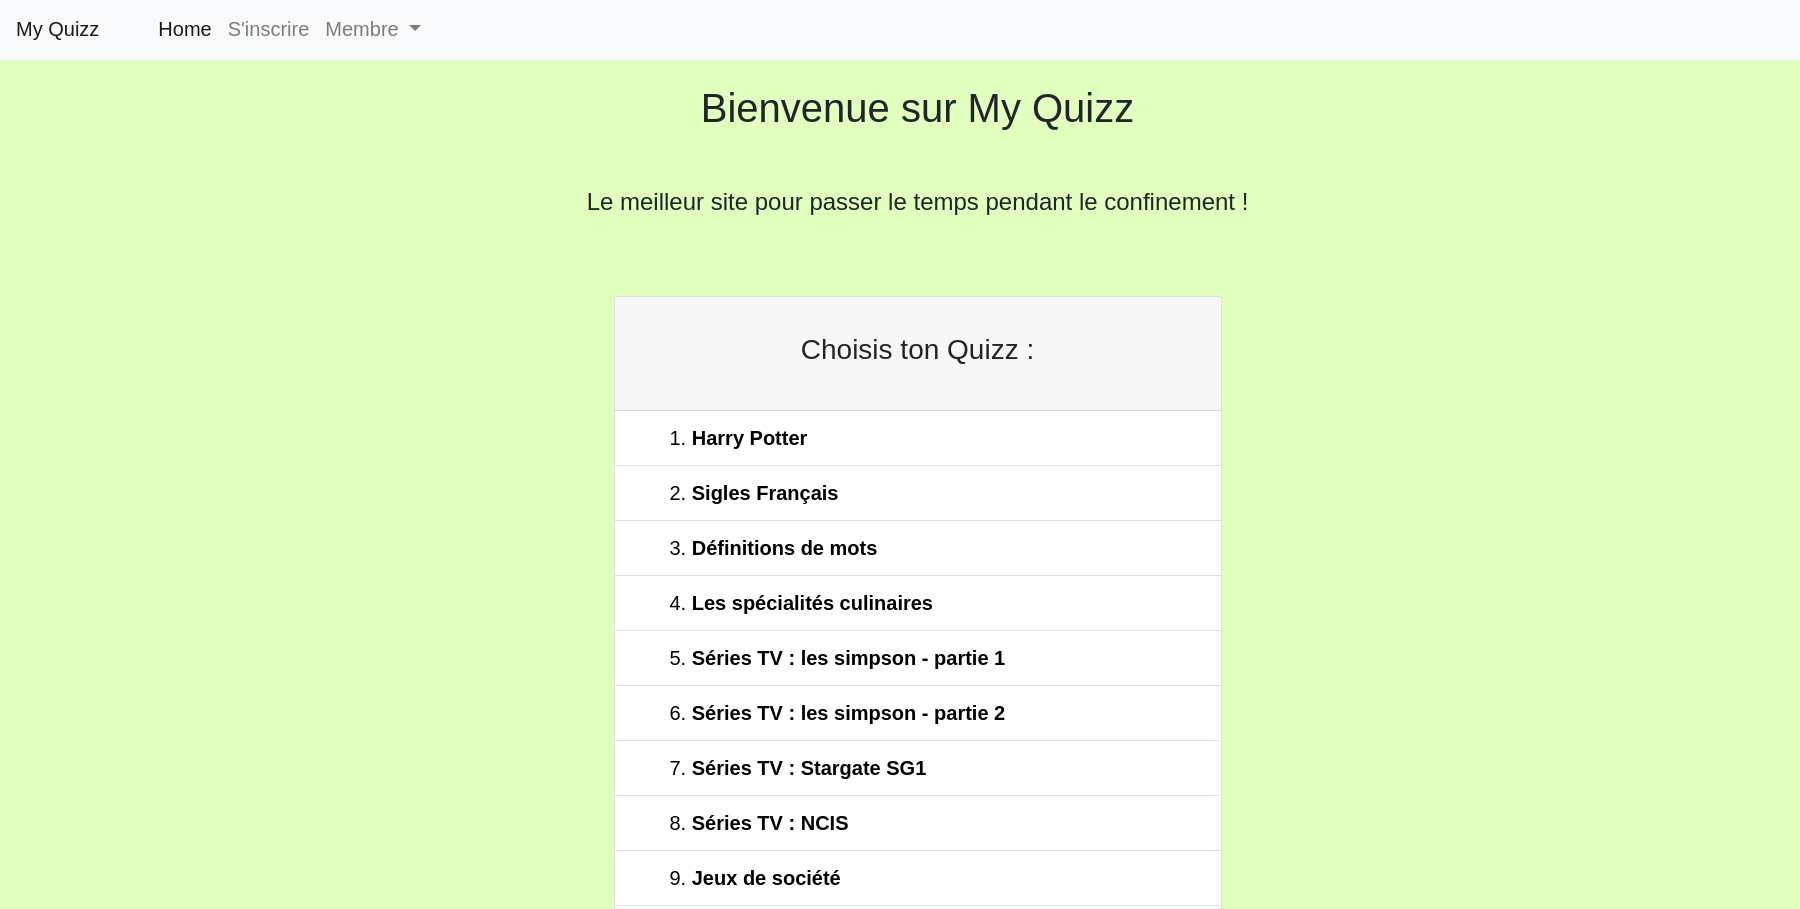 My Quizz Home S'inscrire Membre
Bienvenue sur My Quizz
Le meilleur site pour passer le temps pendant le confinement !
Choisis ton Quizz :
1. Harry Potter
2. Sigles Français
3. Définitions de mots
4. Les spécialités culinaires
5. Séries TV : les simpson - partie 1
6. Séries TV : les simpson - partie 2
7. Séries TV : Stargate SG1
8. Séries TV : NCIS
9. Jeux de société